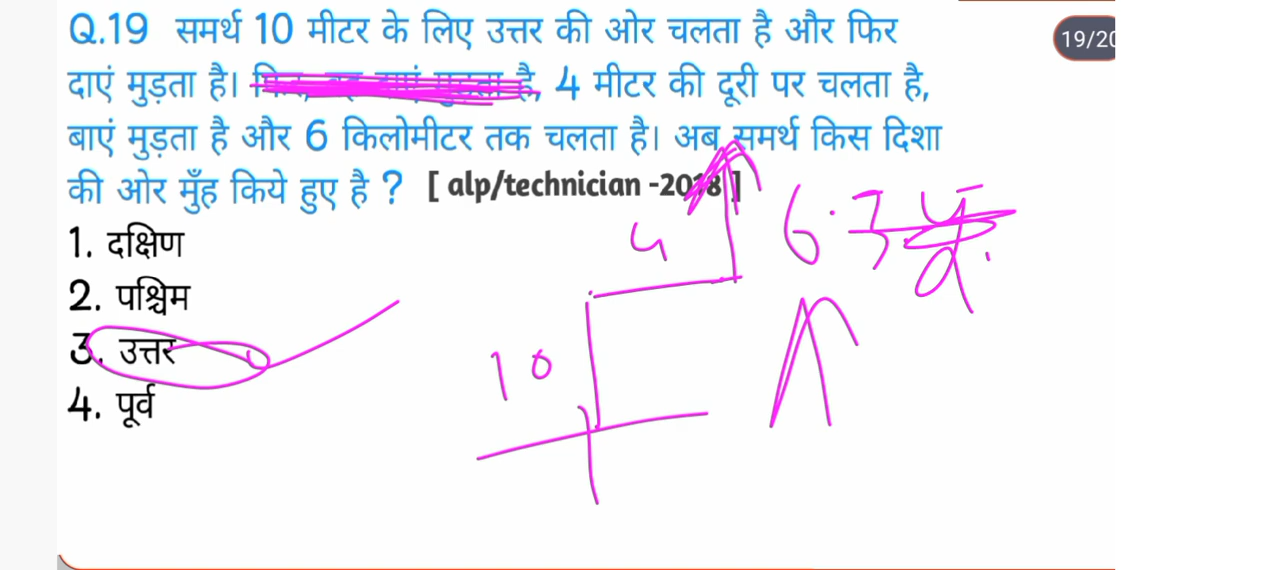 Q.19 समर्थ 10 मीटर के लिए उत्तर की ओर चलता है और फिर
19/20
दाएं मुड़ता है। है, 4 मीटर की दूरी पर चलता है,
बाएं मुड़ता है और 6 किलोमीटर तक चलता है। अब समर्थ किस दिशा
की ओर मुँह किये हुए है ? [ alp/technician -2018 ]
1. दक्षिण
2. पश्चिम
3. उत्तर
4. पूर्व
4
10